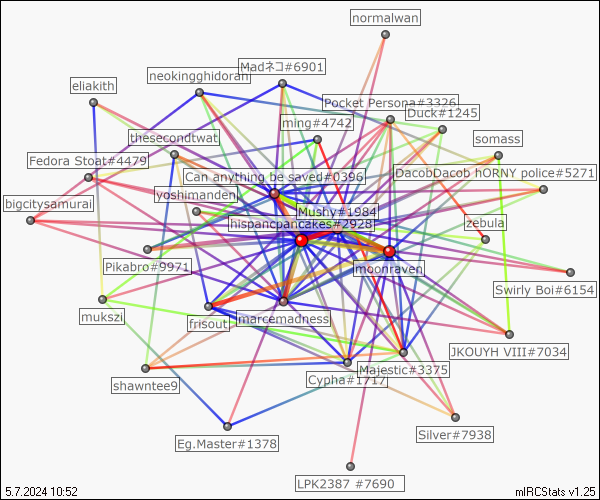 normalwan
Madネコ#6901
neokingghidorah
eliakith
Pocket Persona#3326
Duck#1245
ming#4742
thesecondtwat
somass
Fedora Stoat#4479
Can anything be saved#0396
DacobDacob hORNY police#5271
yoshimanden
bigcitysamurai
Mushy#1984
hispancpancakes#2928
zebula
Pikabro#9971
moonraven
Swirly Boi#6154
mukszi
frisout
marcemadness
JKOUYH VIII#7034
shawntee9
Cypha#1717
Majestic#3375
Eg.Master#1378
Silver#7938
LPK2387 #7690
5.7.2024 10:52
mIRCStats v1.25